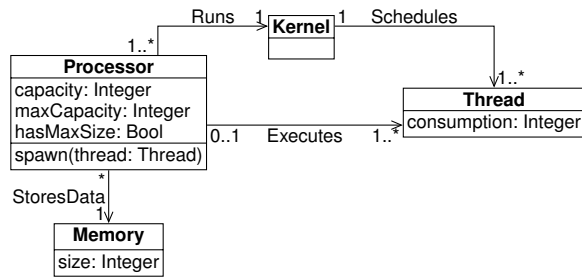 Runs 1 Kernel 1 Schedules
1..*
Processor
capacity: Integer
maxCapacity: Integer
hasMaxSize: Bool
spawn(thread: Thread)
1..*
Thread
consumption: Integer
0..1 Executes 1..*
*
StoresData
1
Memory
size: Integer